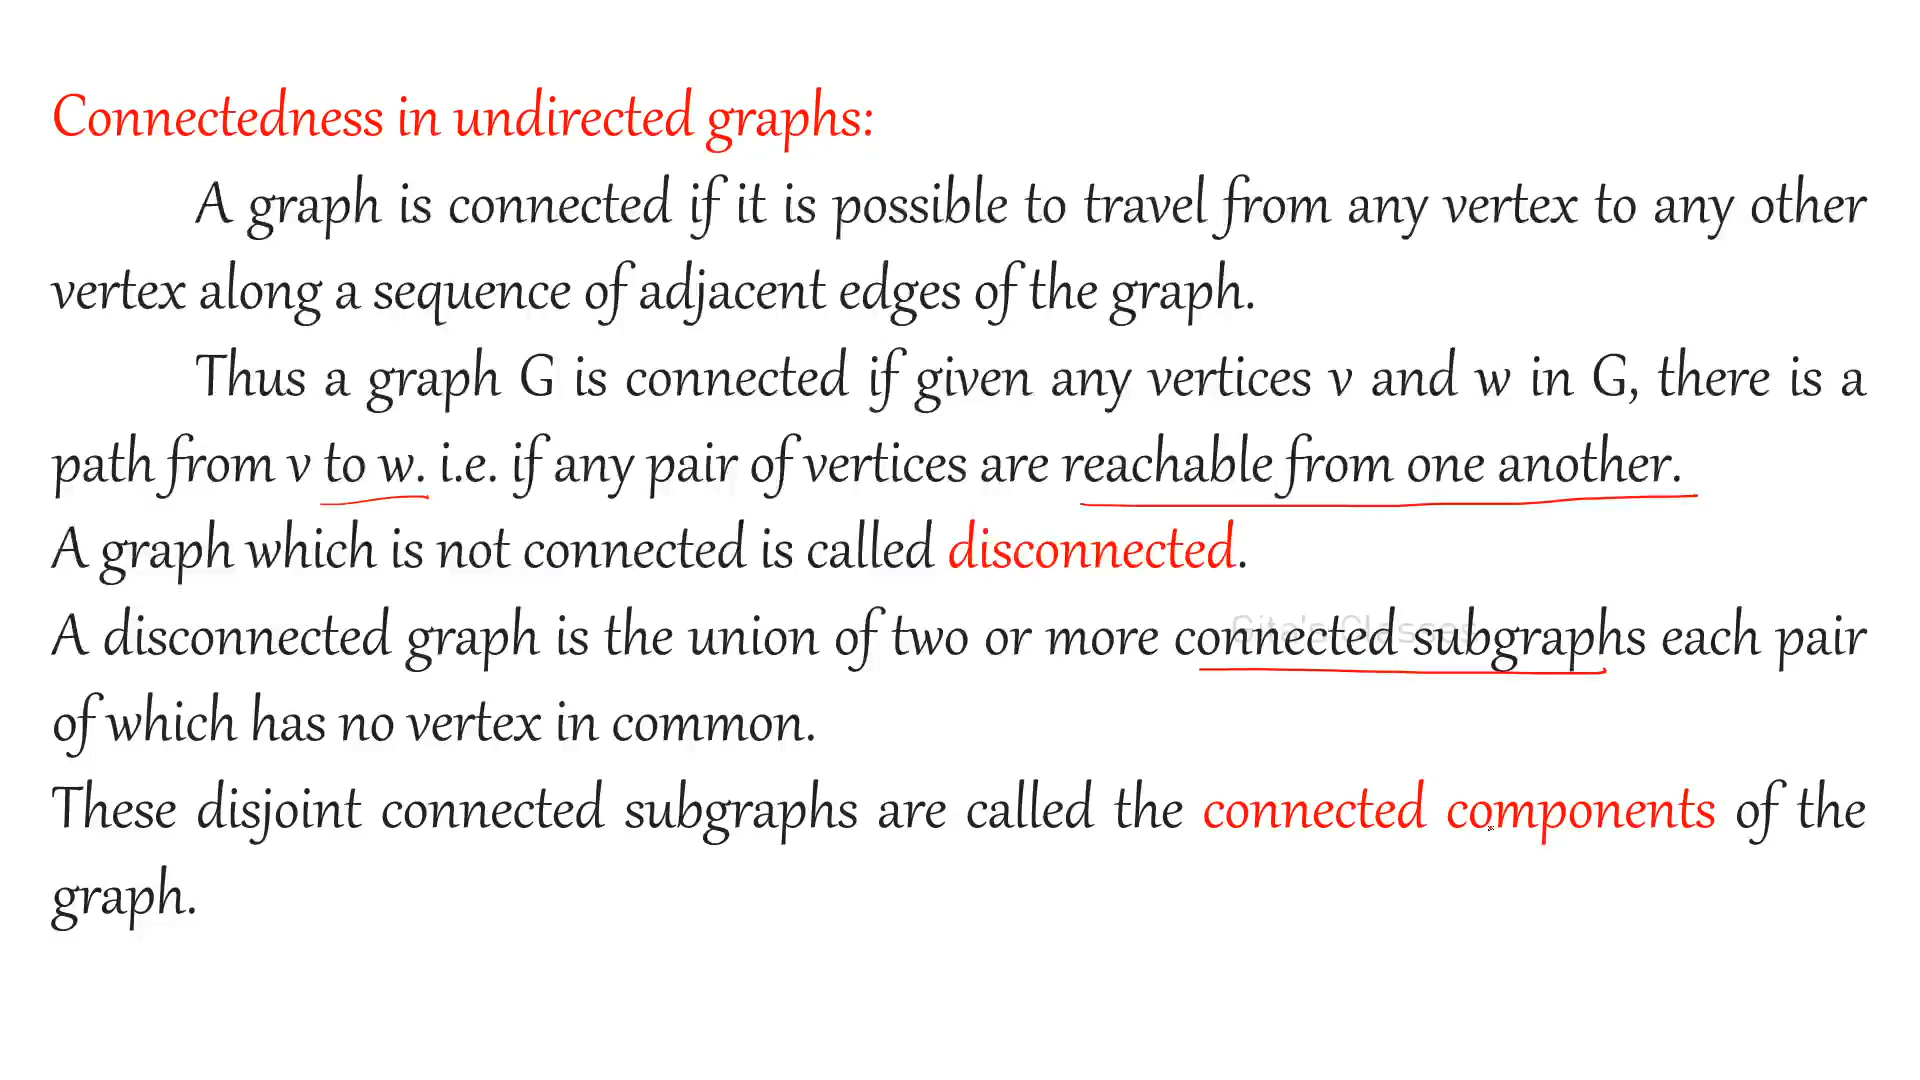 Connectedness in undirected graphs:
A graph is connected if it is possible to travel from any vertex to any other
vertex along a sequence of adjacent edges of the graph.
Thus a graph G is connected if given any vertices v and w in G, there is a
path from v to w. i.e. if any pair of vertices are reachable from one another.
A graph which is not connected is called disconnected.
Gita's Classes
A disconnected graph is the union of two or more connected subgraphs each pair
of which has no vertex in common.
These disjoint connected subgraphs are called the connected components of the
graph.